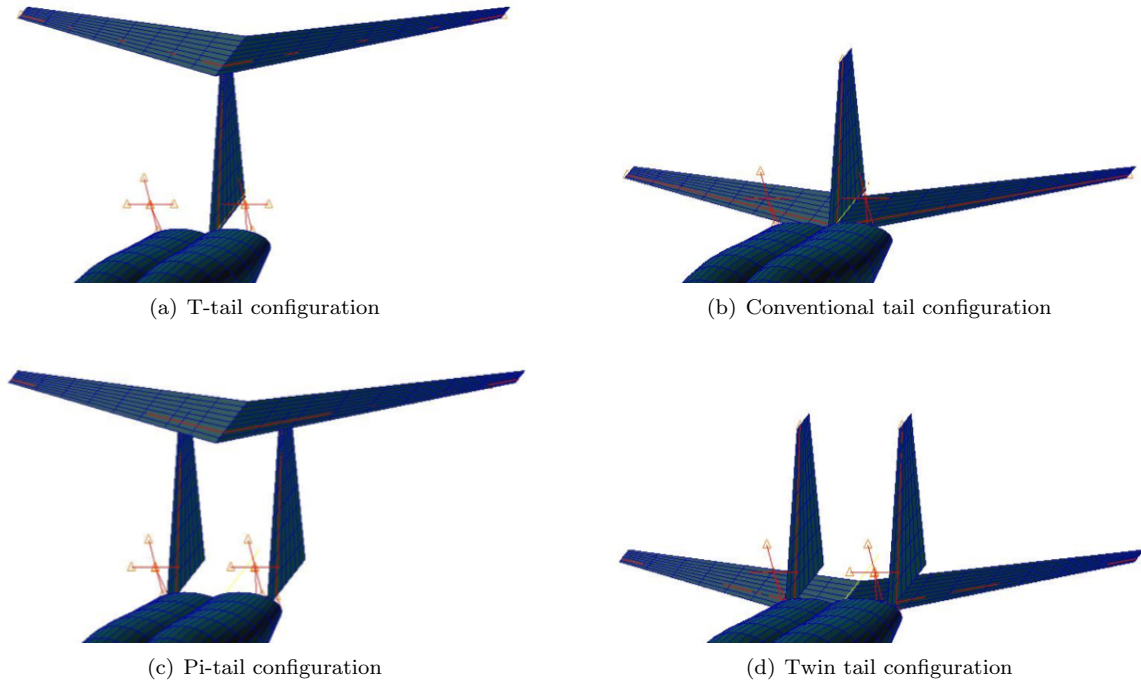 (a) T-tail configuration
(b) Conventional tail configuration
(c) Pi-tail configuration
(d) Twin tail configuration